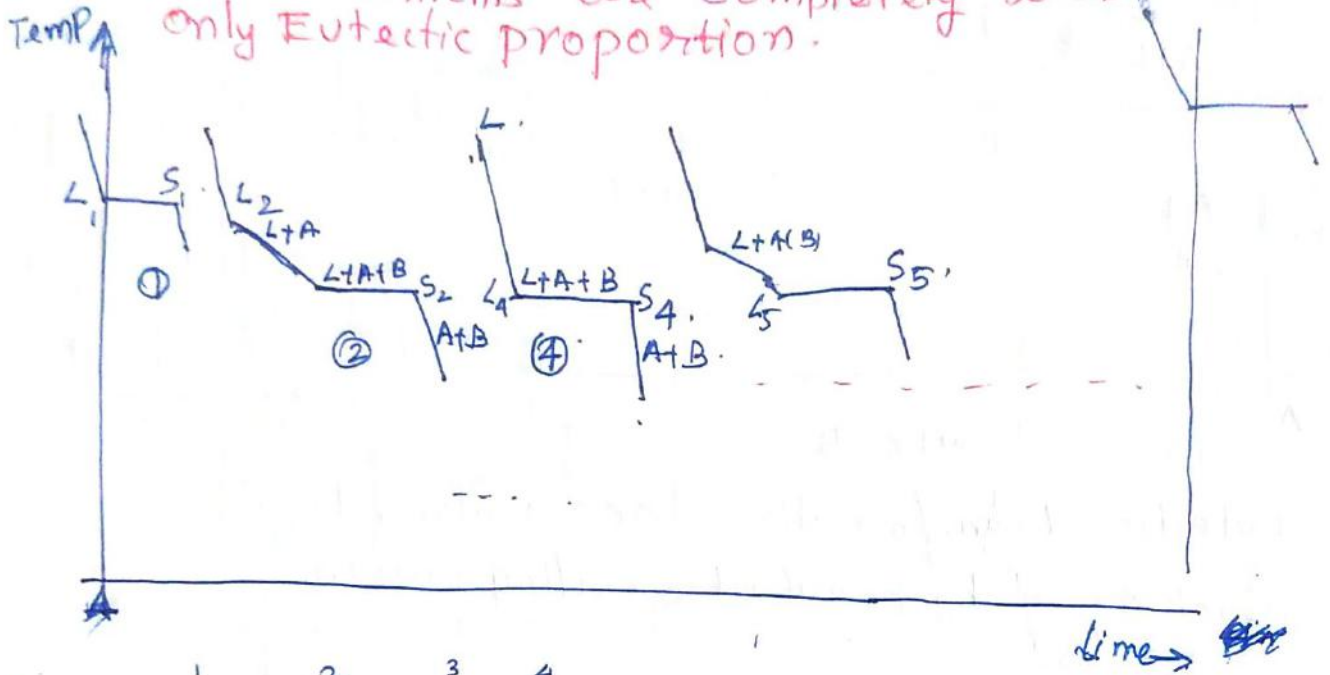 completely
Temp only Eutectic proportion.
L.
L1 S1 L2 L+A(B) S5.
L+A
L+A+B S2 L4 L+A+B S4. L5
① ② A+B ④ A+B.
time→
1 2 3 4